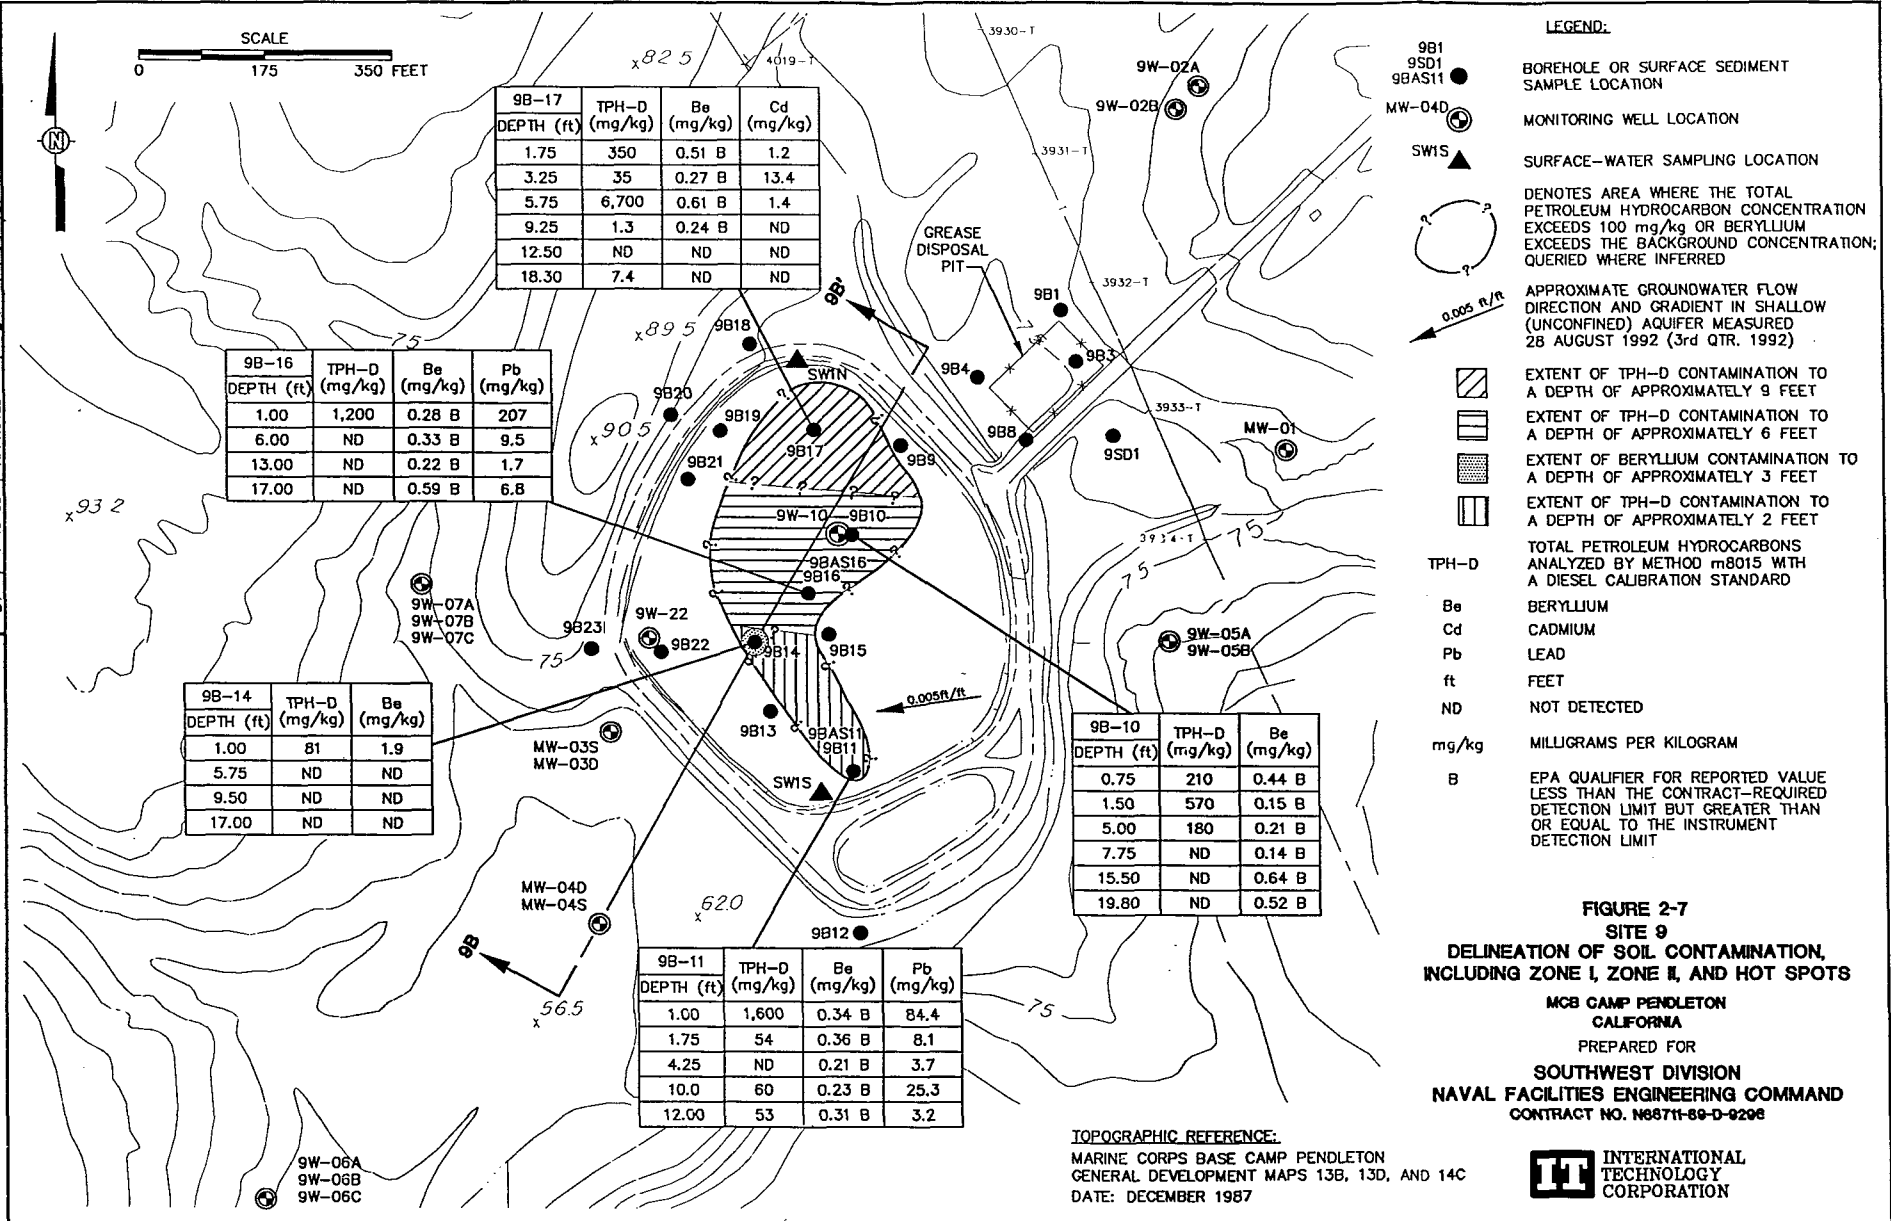 SCALE
0 175 350 FEET
N
9B-17 TPH-D (mg/kg) Be (mg/kg) Cd (mg/kg)
DEPTH (ft)
1.75 350 0.51 B 1.2
3.25 35 0.27 B 13.4
5.75 6,700 0.61 B 1.4
9.25 1.3 0.24 B ND
12.50 ND ND ND
18.30 7.4 ND ND
9B-16 TPH-D (mg/kg) Be (mg/kg) Pb (mg/kg)
DEPTH (ft)
1.00 1,200 0.28 B 207
6.00 ND 0.33 B 9.5
13.00 ND 0.22 B 1.7
17.00 ND 0.59 B 6.8
9B-14 TPH-D (mg/kg) Be (mg/kg)
DEPTH (ft)
1.00 81 1.9
5.75 ND ND
9.50 ND ND
17.00 ND ND
9B-10 TPH-D (mg/kg) Be (mg/kg)
DEPTH (ft)
0.75 210 0.44 B
1.50 570 0.15 B
5.00 180 0.21 B
7.75 ND 0.14 B
15.50 ND 0.64 B
19.80 ND 0.52 B
9B-11 TPH-D (mg/kg) Be (mg/kg) Pb (mg/kg)
DEPTH (ft)
1.00 1,600 0.34 B 84.4
1.75 54 0.36 B 8.1
4.25 ND 0.21 B 3.7
10.0 60 0.23 B 25.3
12.00 53 0.31 B 3.2
x 82 5
4019-T
3930-T
9W-02A
9W-02B
3931-T
GREASE
DISPOSAL
PIT
3932-T
9B1
9B'
x 89 5
75
9B18
SW1N
9B4
9B3
9B20
9B19
9B17
9B9
9B8
9SD1
3933-T
MW-01
x 90 5
9B21
x 93 2
9W-10
9B10
3934-T
75
75
9BAS16
9B16
9W-07A
9W-07B
9W-07C
9W-22
9B23
9B22
75
9B14
9B15
9W-05A
9W-05B
0.005ft/ft
9B13
9BAS11
9B11
MW-03S
MW-03D
SW1S
MW-04D
MW-04S
x 62.0
9B12
9B
x 56.5
75
9W-06A
9W-06B
9W-06C
LEGEND:
9B1
9SD1
9BAS11
BOREHOLE OR SURFACE SEDIMENT
SAMPLE LOCATION
MW-04D
MONITORING WELL LOCATION
SW1S
SURFACE-WATER SAMPLING LOCATION
DENOTES AREA WHERE THE TOTAL
PETROLEUM HYDROCARBON CONCENTRATION
EXCEEDS 100 mg/kg OR BERYLLIUM
EXCEEDS THE BACKGROUND CONCENTRATION;
QUERIED WHERE INFERRED
0.005 ft/ft
APPROXIMATE GROUNDWATER FLOW
DIRECTION AND GRADIENT IN SHALLOW
(UNCONFINED) AQUIFER MEASURED
28 AUGUST 1992 (3rd QTR. 1992)
EXTENT OF TPH-D CONTAMINATION TO
A DEPTH OF APPROXIMATELY 9 FEET
EXTENT OF TPH-D CONTAMINATION TO
A DEPTH OF APPROXIMATELY 6 FEET
EXTENT OF BERYLLIUM CONTAMINATION TO
A DEPTH OF APPROXIMATELY 3 FEET
EXTENT OF TPH-D CONTAMINATION TO
A DEPTH OF APPROXIMATELY 2 FEET
TPH-D TOTAL PETROLEUM HYDROCARBONS
ANALYZED BY METHOD m8015 WITH
A DIESEL CALIBRATION STANDARD
Be BERYLLIUM
Cd CADMIUM
Pb LEAD
ft FEET
ND NOT DETECTED
mg/kg MILLIGRAMS PER KILOGRAM
B EPA QUALIFIER FOR REPORTED VALUE
LESS THAN THE CONTRACT-REQUIRED
DETECTION LIMIT BUT GREATER THAN
OR EQUAL TO THE INSTRUMENT
DETECTION LIMIT
FIGURE 2-7
SITE 9
DELINEATION OF SOIL CONTAMINATION,
INCLUDING ZONE I, ZONE II, AND HOT SPOTS
MCB CAMP PENDLETON
CALIFORNIA
PREPARED FOR
SOUTHWEST DIVISION
NAVAL FACILITIES ENGINEERING COMMAND
CONTRACT NO. N68711-89-D-9296
TOPOGRAPHIC REFERENCE:
MARINE CORPS BASE CAMP PENDLETON
GENERAL DEVELOPMENT MAPS 13B, 13D, AND 14C
DATE: DECEMBER 1987
IT INTERNATIONAL
TECHNOLOGY
CORPORATION